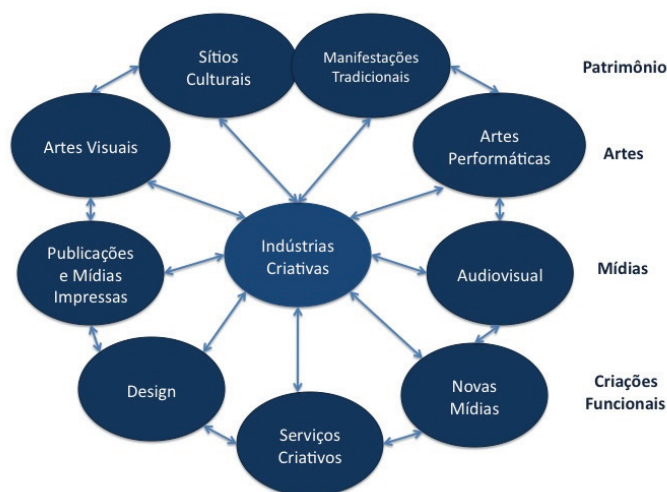 Sítios
Culturais
Manifestações
Tradicionais
Patrimônio
Artes Visuais
Artes
Performáticas
Artes
Indústrias
Criativas
Publicações
e Mídias
Impressas
Audiovisual
Mídias
Design
Novas
Mídias
Criações
Funcionais
Serviços
Criativos